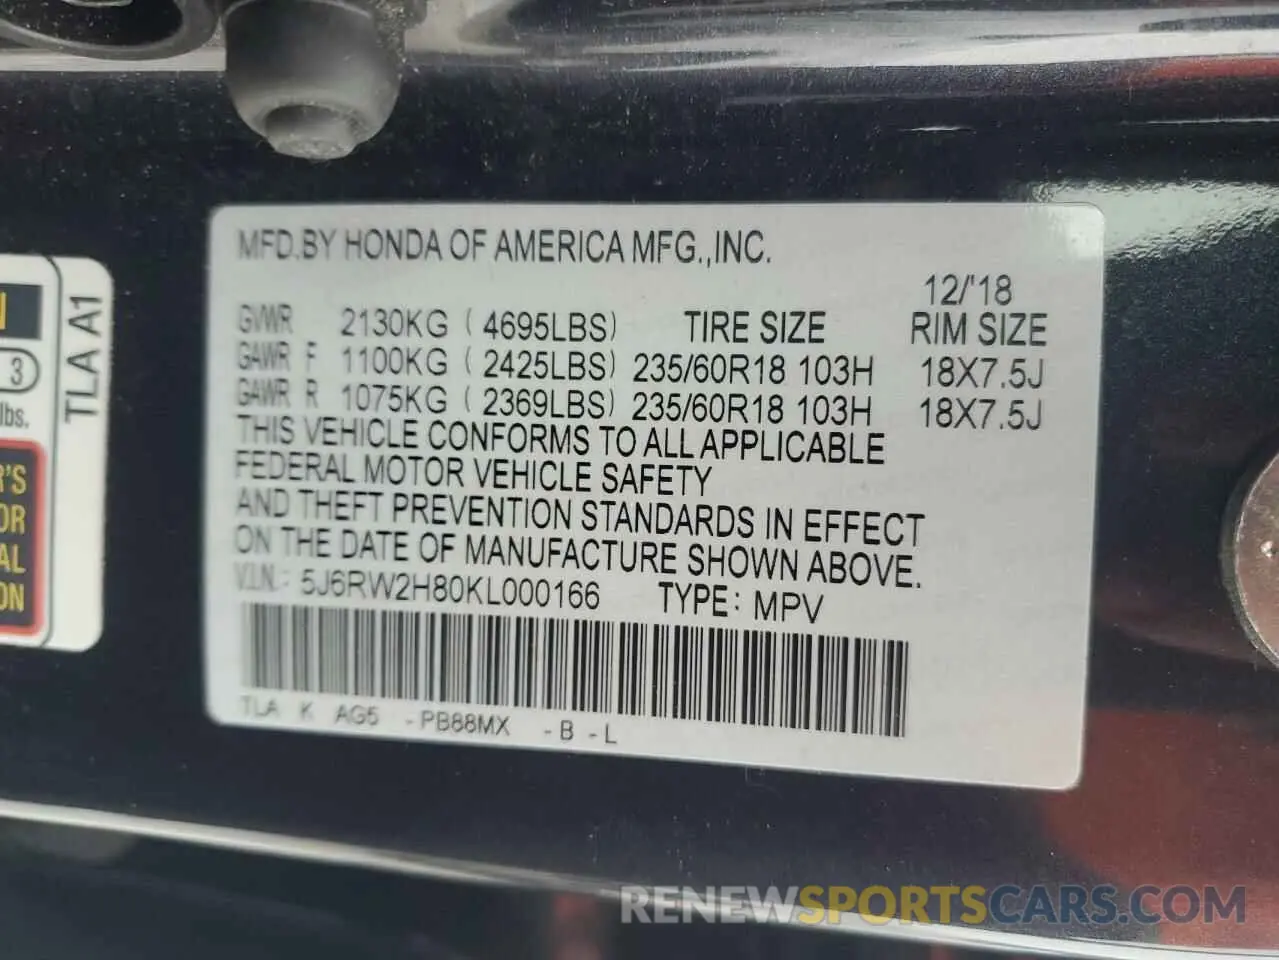 MFD.BY HONDA OF AMERICA MFG.,INC.
12/'18
GVWR 2130KG ( 4695LBS) TIRE SIZE RIM SIZE
GAWR F 1100KG ( 2425LBS) 235/60R18 103H 18X7.5J
GAWR R 1075KG ( 2369LBS) 235/60R18 103H 18X7.5J
THIS VEHICLE CONFORMS TO ALL APPLICABLE
FEDERAL MOTOR VEHICLE SAFETY
AND THEFT PREVENTION STANDARDS IN EFFECT
ON THE DATE OF MANUFACTURE SHOWN ABOVE.
V.I.N.: 5J6RW2H80KL000166 TYPE: MPV
TLA K AG5 -PB88MX -B -L
TLA A1
3
lbs.
R'S
OR
AL
ON
RENEWSPORTSCARS.COM